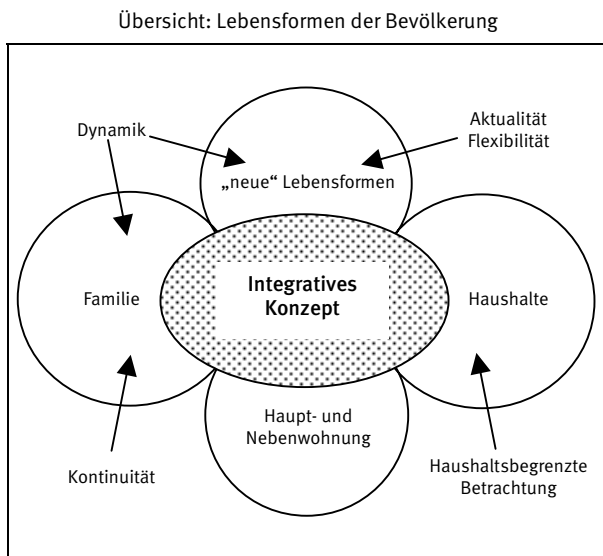 Übersicht: Lebensformen der Bevölkerung
Dynamik
Aktualität
Flexibilität
„neue“ Lebensformen
Familie
Integratives
Konzept
Haushalte
Haupt- und
Nebenwohnung
Kontinuität
Haushaltsbegrenzte
Betrachtung